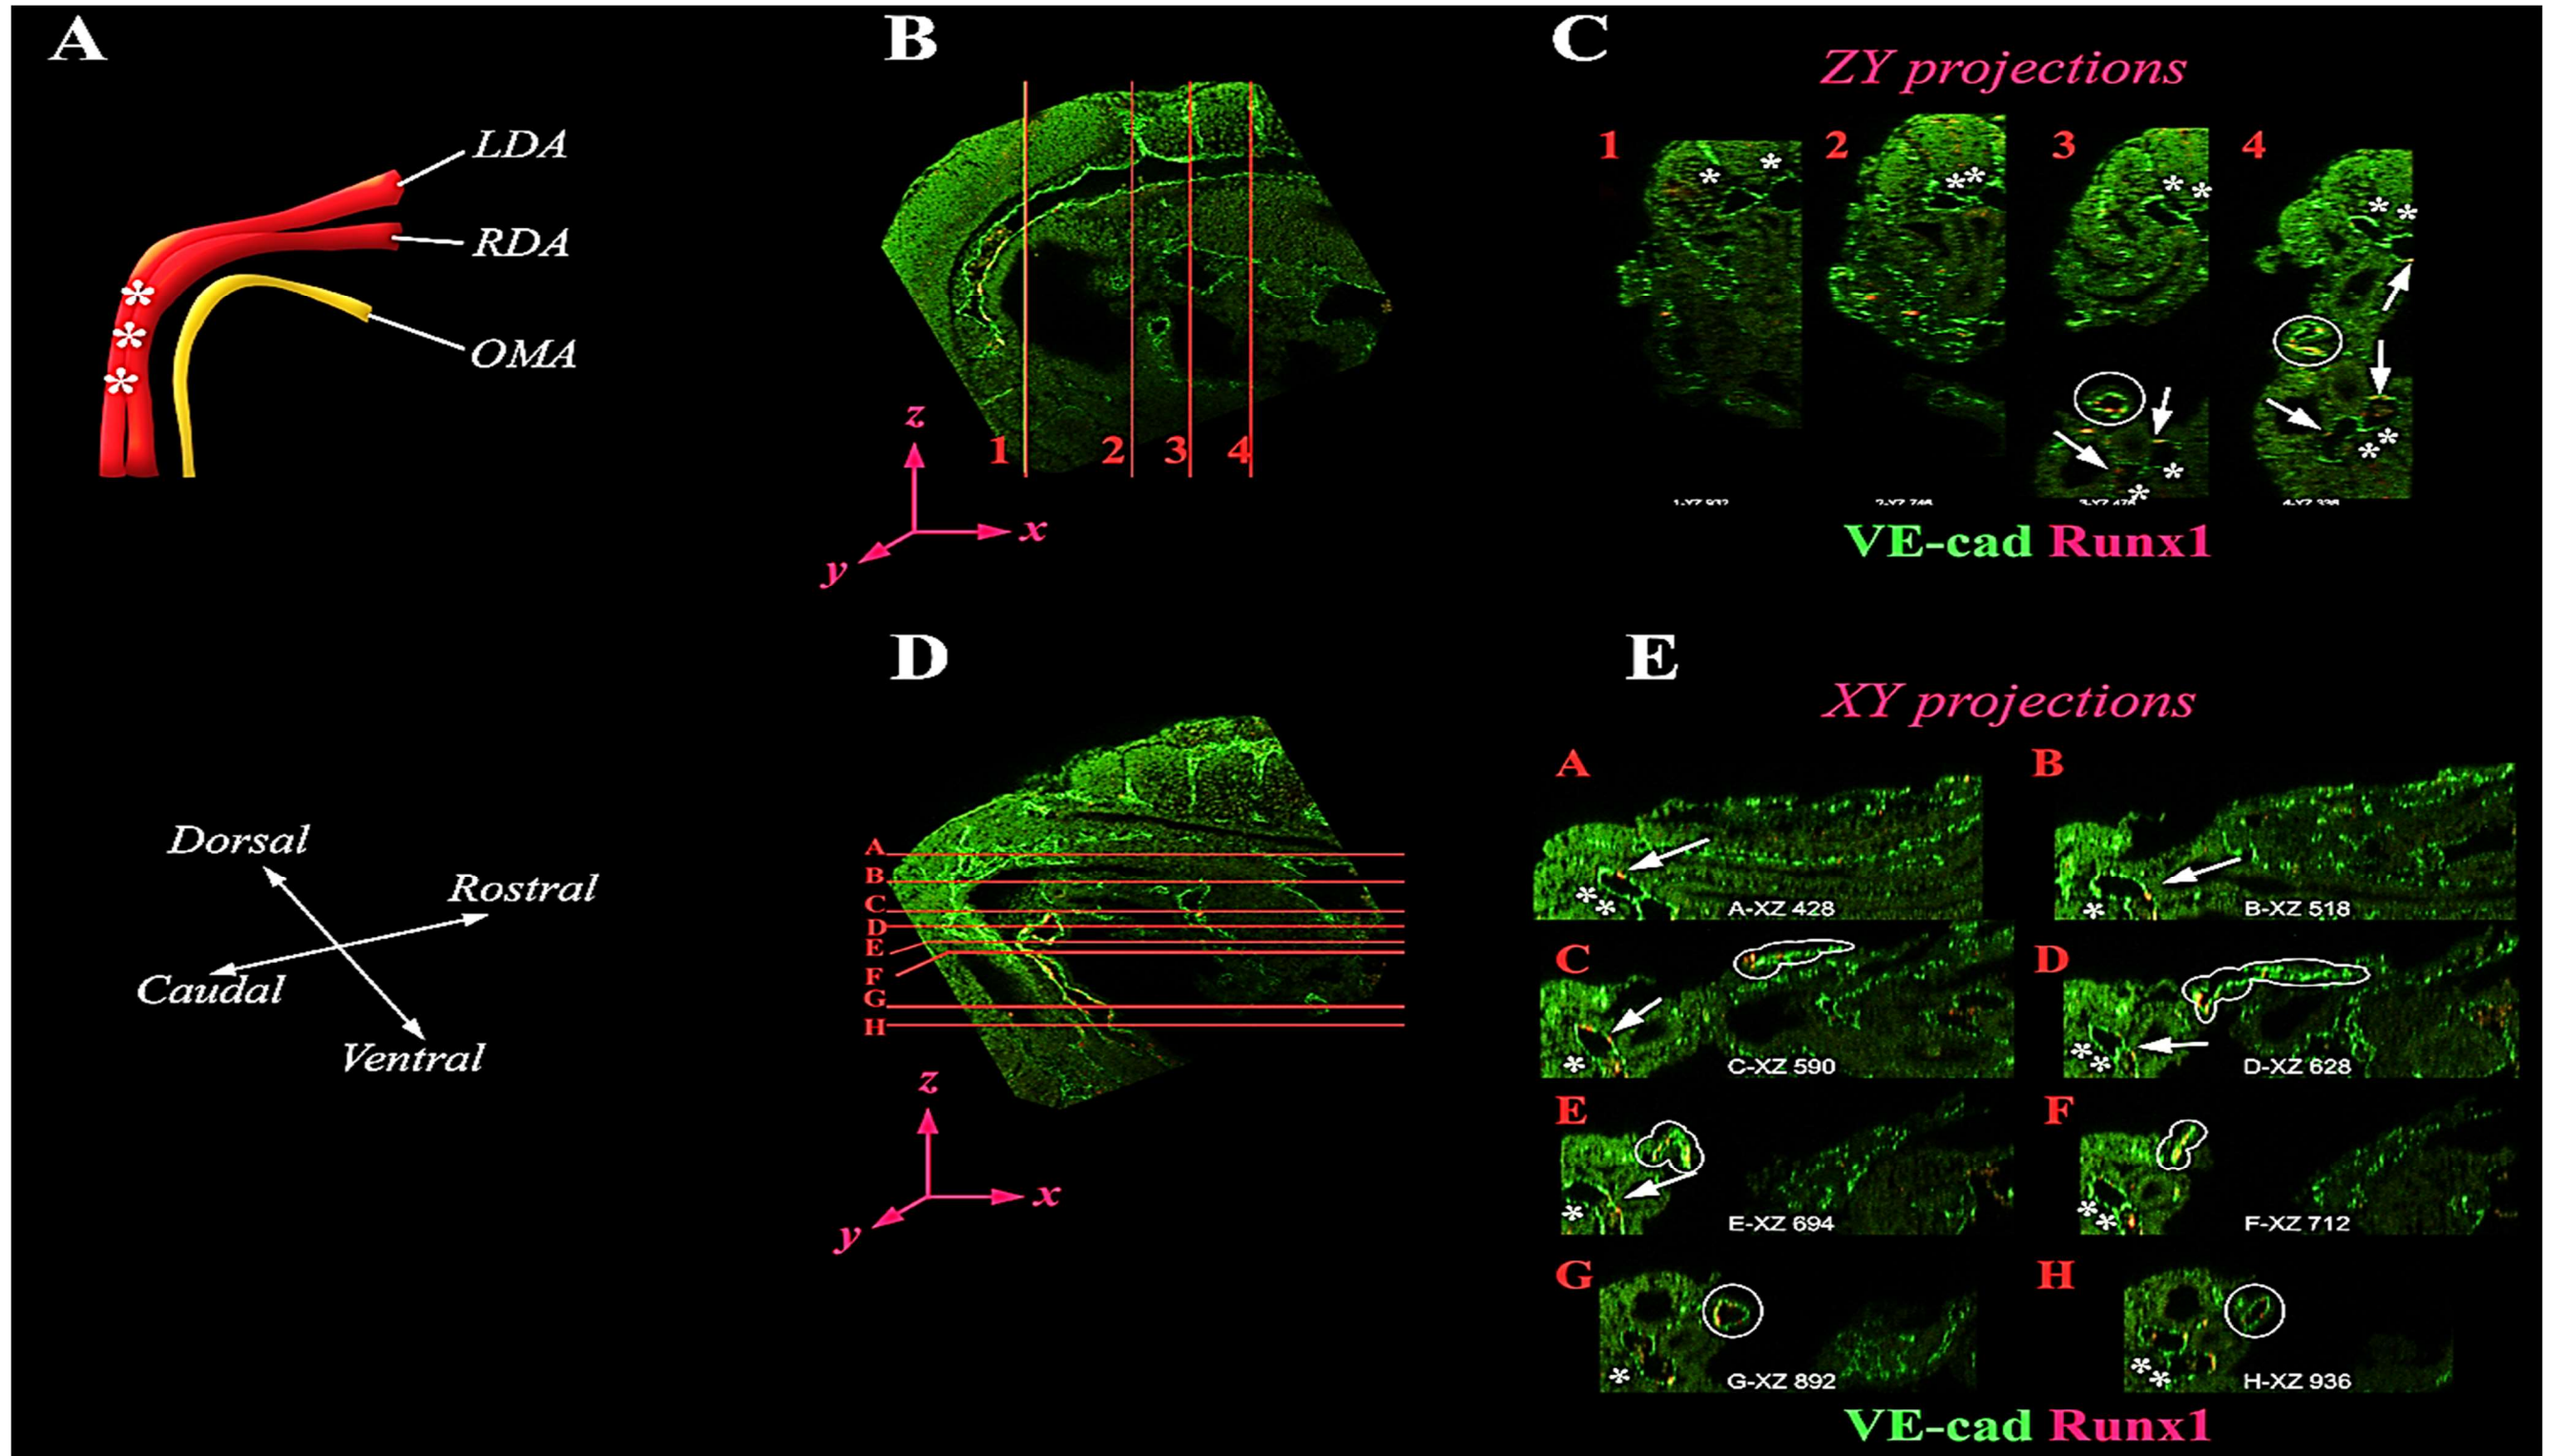 A
LDA
RDA
OMA
Dorsal
Rostral
Caudal
Ventral
B
1 2 3 4
z
x
y
C
ZY projections
1 2 3 4
VE-cad Runx1
D
A
B
C
D
E
F
G
H
z
x
y
E
XY projections
A B
A-XZ 428 B-XZ 518
C D
C-XZ 590 D-XZ 628
E F
E-XZ 694 F-XZ 712
G H
G-XZ 892 H-XZ 936
VE-cad Runx1